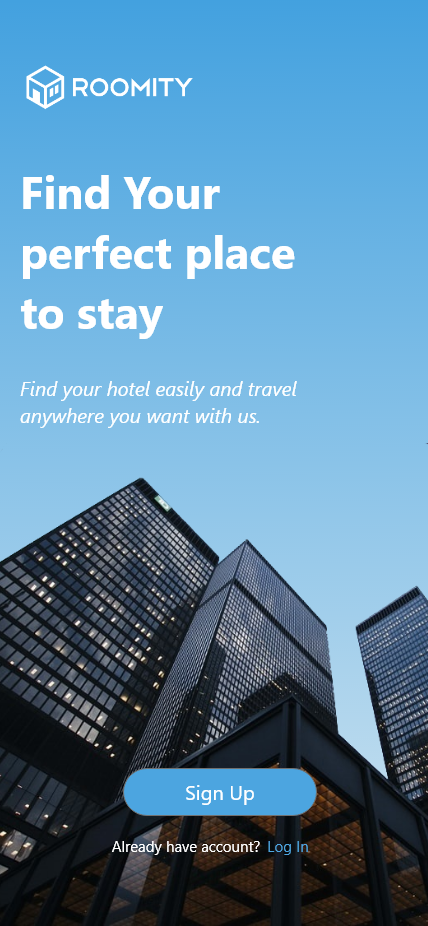 ROOMITY
Find Your
perfect place
to stay
Find your hotel easily and travel
anywhere you want with us.
Sign Up
Already have account? Log In